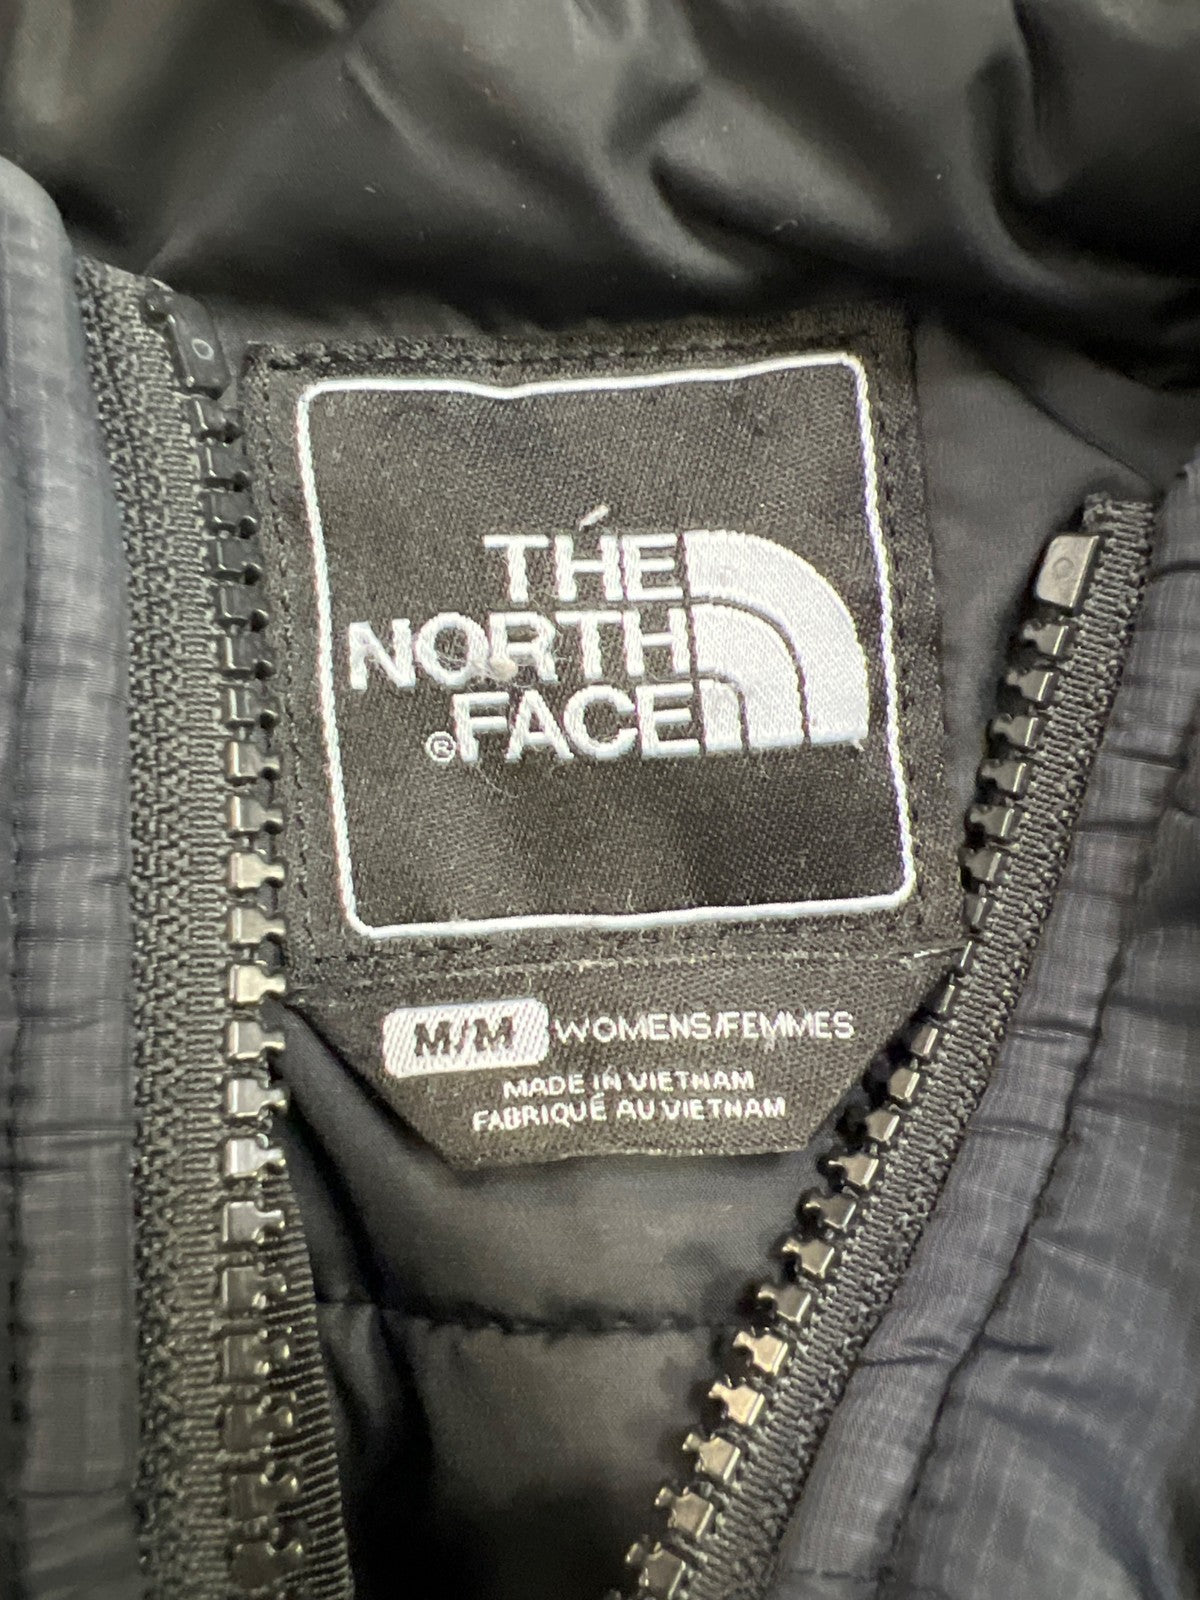 THE
NORTH
®FACE
M/M WOMENS/FEMMES
MADE IN VIETNAM
FABRIQUÉ AU VIETNAM